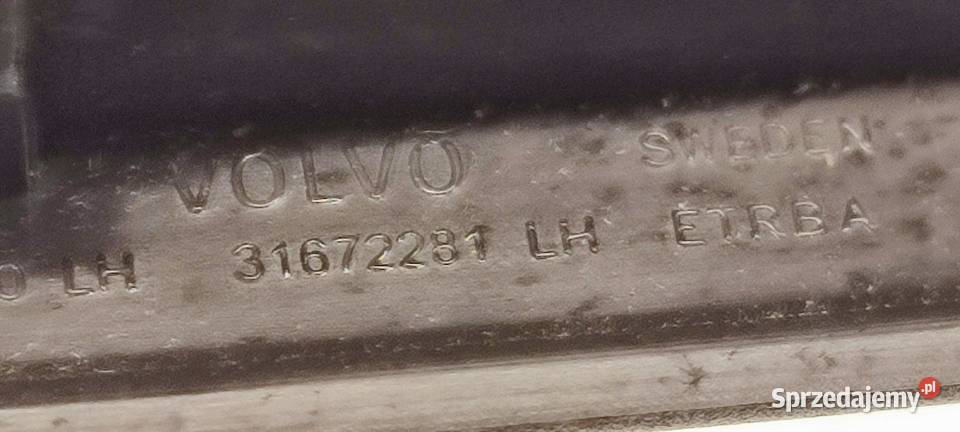 VOLVO SWEDEN
0 LH 31672281 LH ETRBA
Sprzedajemy.pl